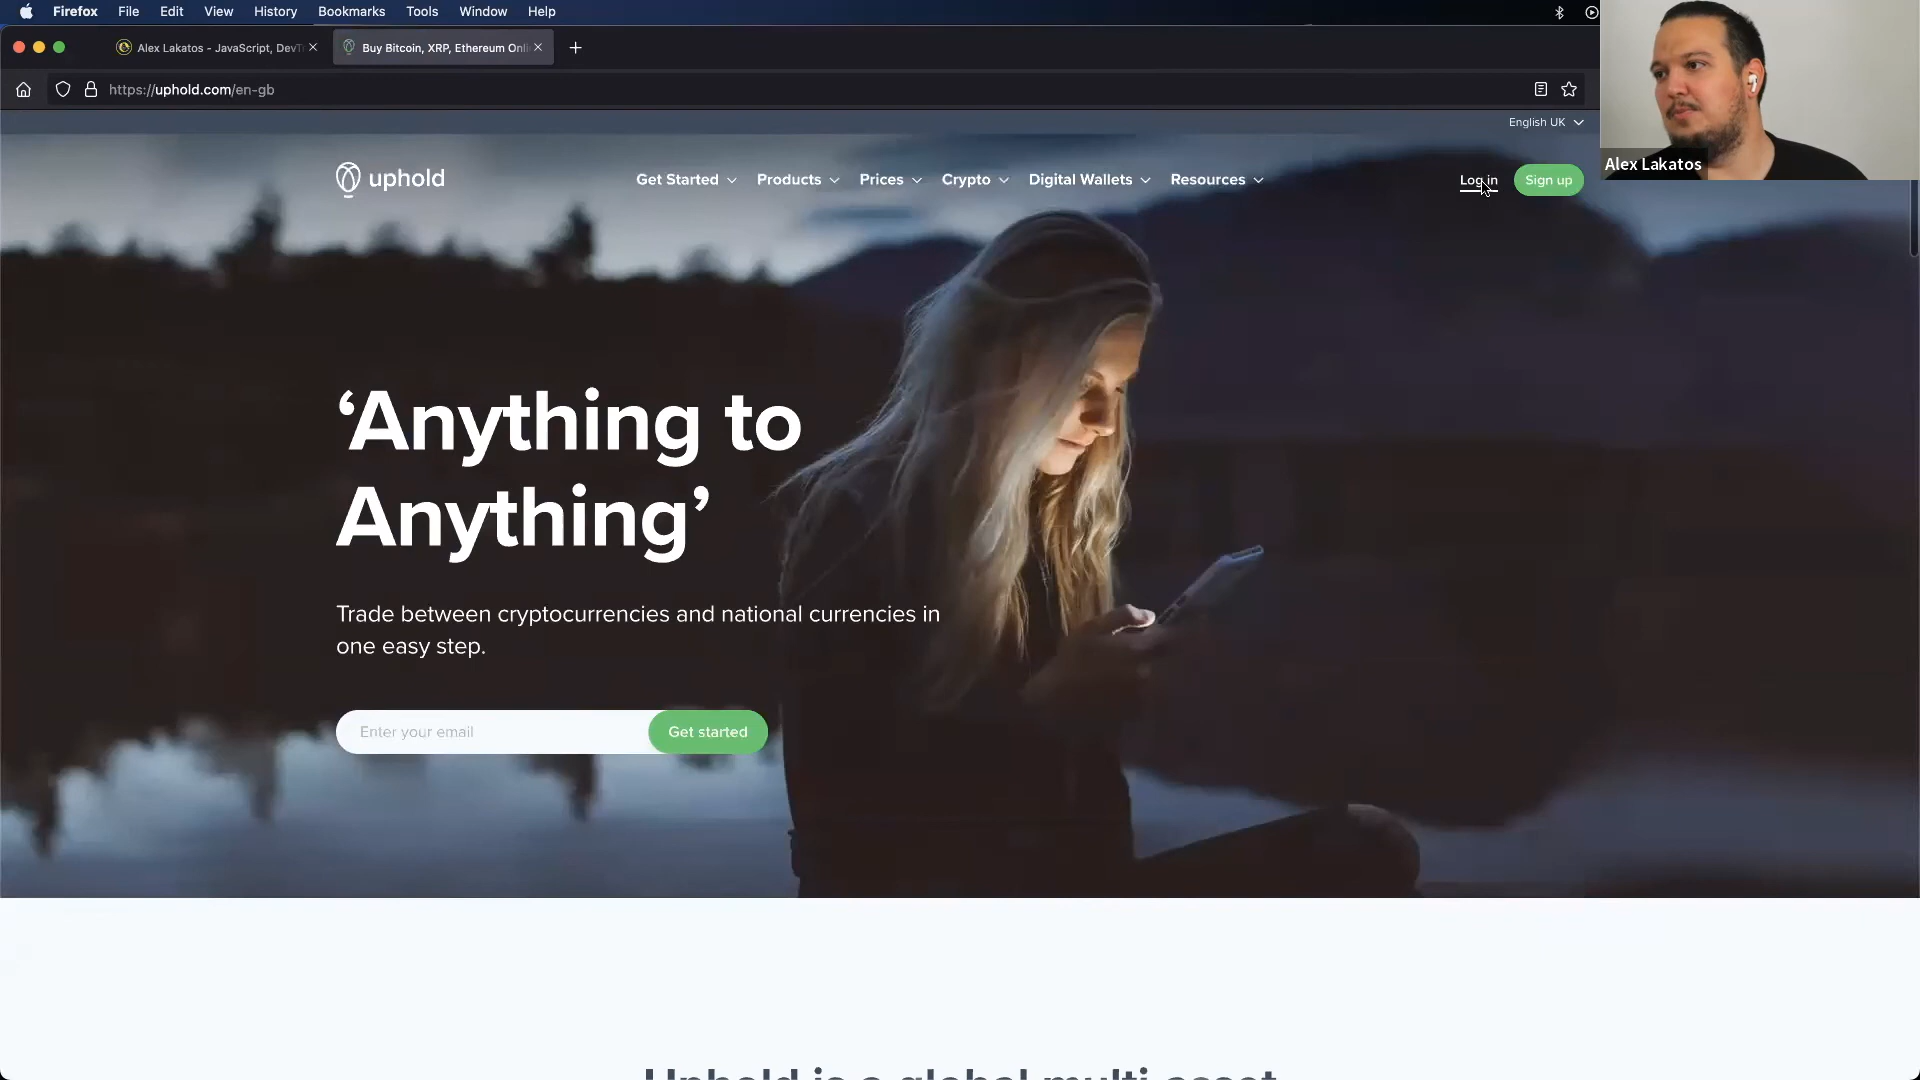 Firefox File Edit View History Bookmarks Tools Window Help
Alex Lakatos - JavaScript, DevT
Buy Bitcoin, XRP, Ethereum Onli
https://uphold.com/en-gb
English UK
Alex Lakatos
uphold
Get Started Products Prices Crypto Digital Wallets Resources
Log in Sign up
‘Anything to
Anything’
Trade between cryptocurrencies and national currencies in
one easy step.
Enter your email Get started
Uphold is a global multi-asset